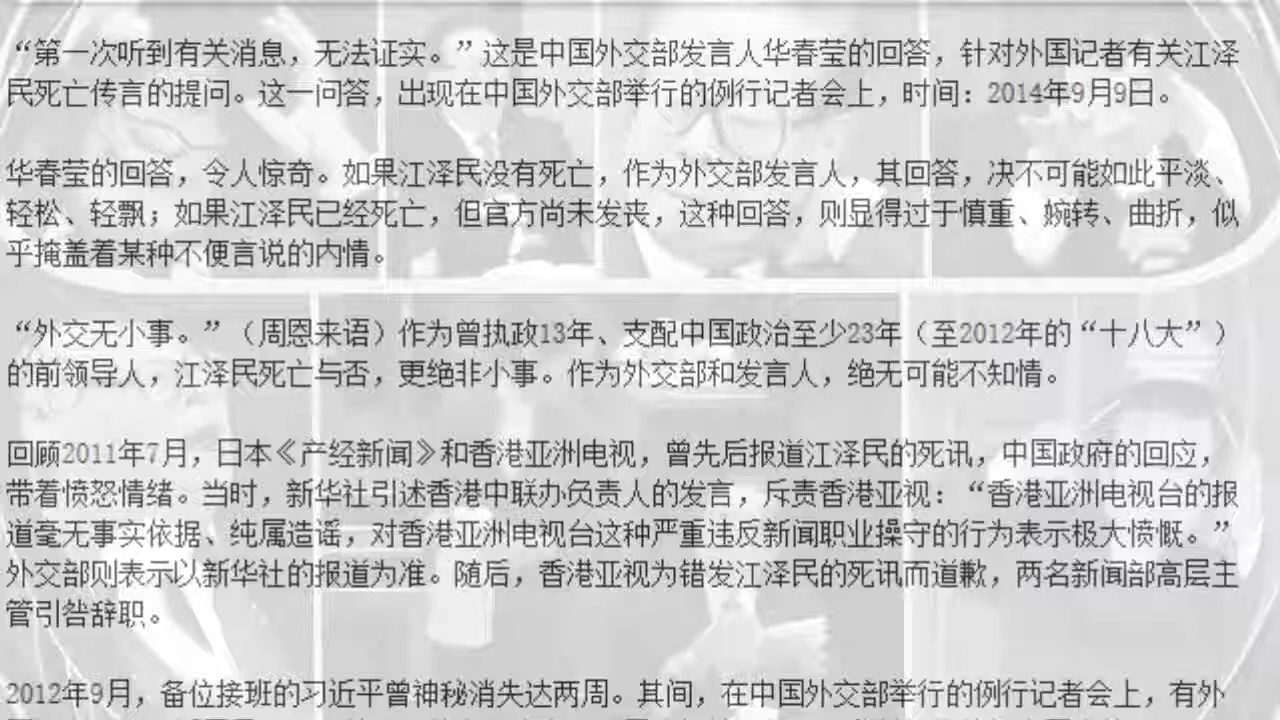 “第一次听到有关消息，无法证实。”这是中国外交部发言人华春莹的回答，针对外国记者有关江泽
民死亡传言的提问。这一问答，出现在中国外交部举行的例行记者会上，时间：2014年9月9日。
华春莹的回答，令人惊奇。如果江泽民没有死亡，作为外交部发言人，其回答，决不可能如此平淡、
轻松、轻飘；如果江泽民已经死亡，但官方尚未发丧，这种回答，则显得过于慎重、婉转、曲折，似
乎掩盖着某种不便言说的内情。
“外交无小事。”（周恩来语）作为曾执政13年、支配中国政治至少23年（至2012年的“十八大”）
的前领导人，江泽民死亡与否，更绝非小事。作为外交部和发言人，绝无可能不知情。
回顾2011年7月，日本《产经新闻》和香港亚洲电视，曾先后报道江泽民的死讯，中国政府的回应，
带着愤怒情绪。当时，新华社引述香港中联办负责人的发言，斥责香港亚视：“香港亚洲电视台的报
道毫无事实依据、纯属造谣，对香港亚洲电视台这种严重违反新闻职业操守的行为表示极大愤慨。”
外交部则表示以新华社的报道为准。随后，香港亚视为错发江泽民的死讯而道歉，两名新闻部高层主
管引咎辞职。
2012年9月，备位接班的习近平曾神秘消失达两周。其间，在中国外交部举行的例行记者会上，有外